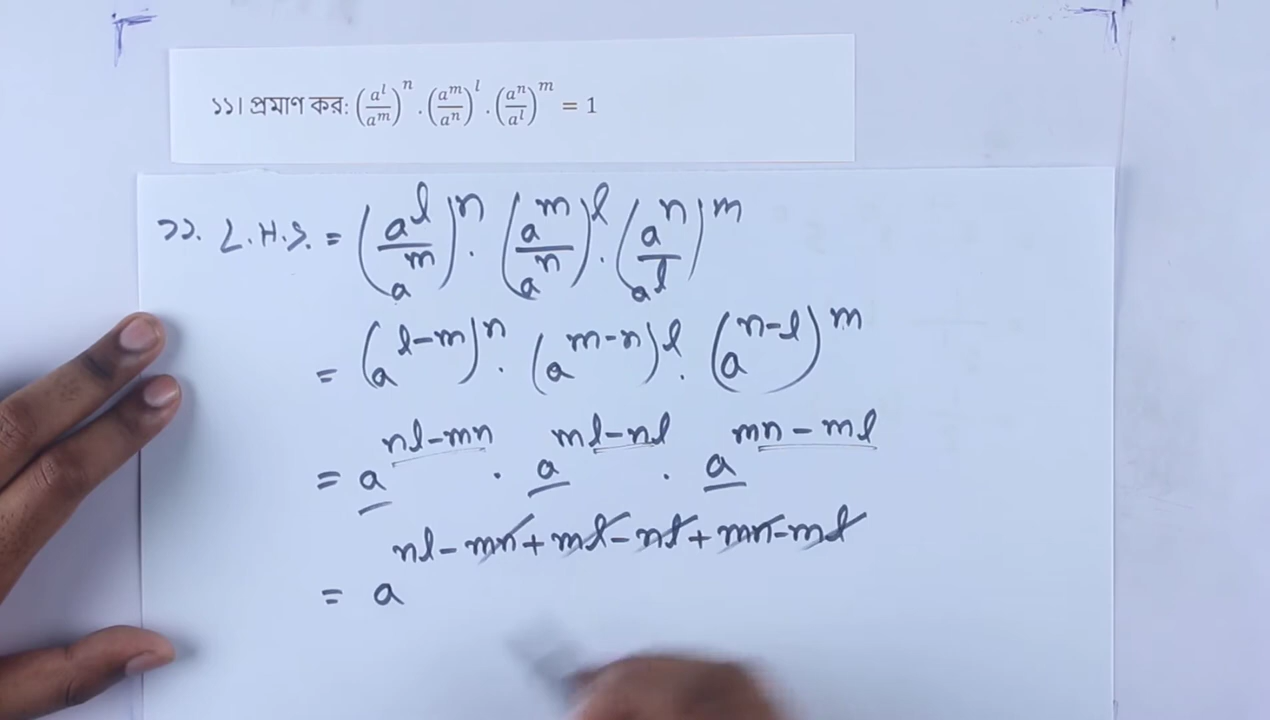 ১১। প্রমাণ কর: (a^l/a^m)^n . (a^m/a^n)^l . (a^n/a^l)^m = 1
১১. L.H.S. = (a^l/a^m)^n . (a^m/a^n)^l . (a^n/a^l)^m
= (a^(l-m))^n . (a^(m-n))^l . (a^(n-l))^m
= a^(nl-mn) . a^(ml-nl) . a^(mn-ml)
= a^(nl-mn+ml-nl+mn-ml)